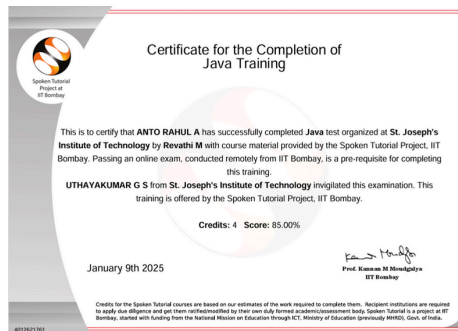 Spoken Tutorial
Project at
IIT Bombay
Certificate for the Completion of
Java Training
This is to certify that ANTO RAHUL A has successfully completed Java test organized at St. Joseph's
Institute of Technology by Revathi M with course material provided by the Spoken Tutorial Project, IIT
Bombay. Passing an online exam, conducted remotely from IIT Bombay, is a pre-requisite for completing
this training.
UTHAYAKUMAR G S from St. Joseph's Institute of Technology invigilated this examination. This
training is offered by the Spoken Tutorial Project, IIT Bombay.
Credits: 4 Score: 85.00%
January 9th 2025
Prof. Kannan M Moudgalya
IIT Bombay
Credits for the Spoken Tutorial courses are based on our estimates of the work required to complete them. Recipient institutions are required
to apply due diligence and get them ratified/modified by their own duly formed academic/assessment body. Spoken Tutorial is a project at IIT
Bombay, started with funding from the National Mission on Education through ICT, Ministry of Education (previously MHRD), Govt. of India.